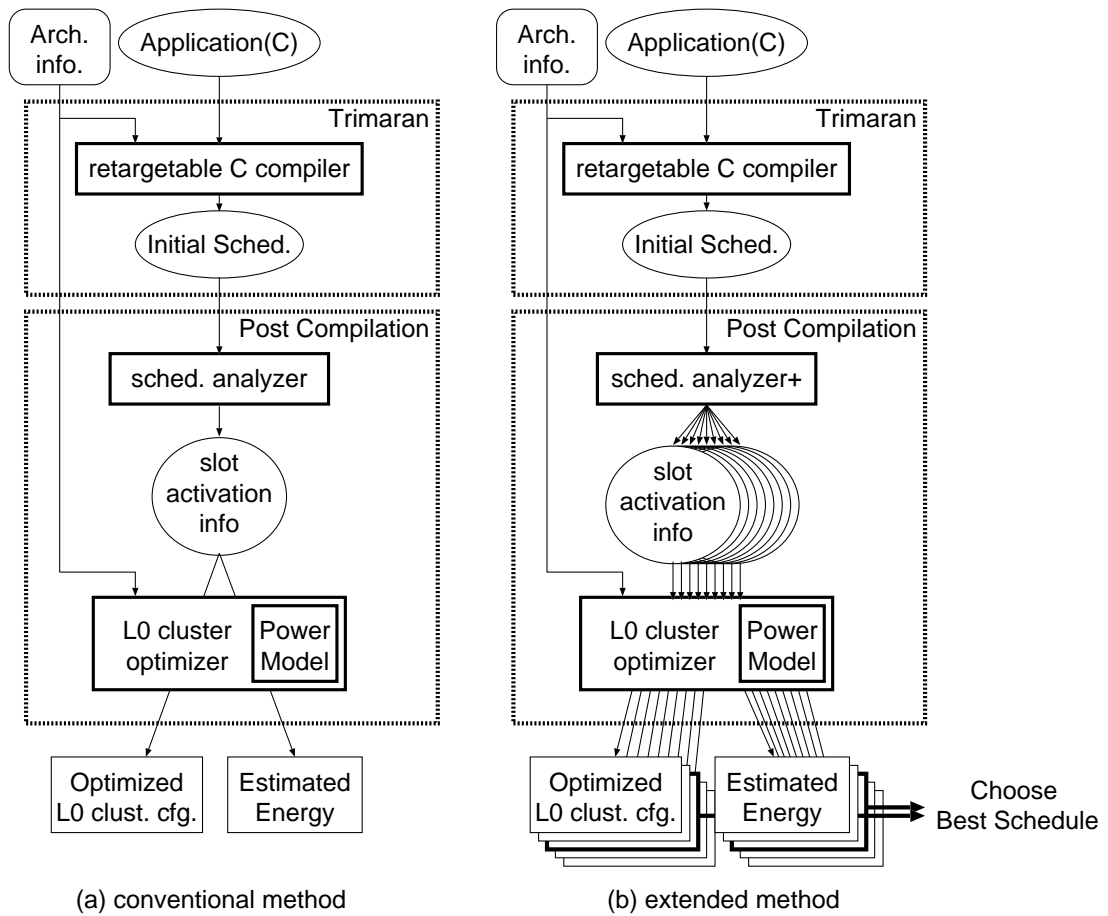 Arch.
info.
Application(C)
Trimaran
retargetable C compiler
Initial Sched.
Post Compilation
sched. analyzer
slot
activation
info
L0 cluster
optimizer
Power
Model
Optimized
L0 clust. cfg.
Estimated
Energy
(a) conventional method
Arch.
info.
Application(C)
Trimaran
retargetable C compiler
Initial Sched.
Post Compilation
sched. analyzer+
slot
activation
info
L0 cluster
optimizer
Power
Model
Optimized
L0 clust. cfg.
Estimated
Energy
Choose
Best Schedule
(b) extended method